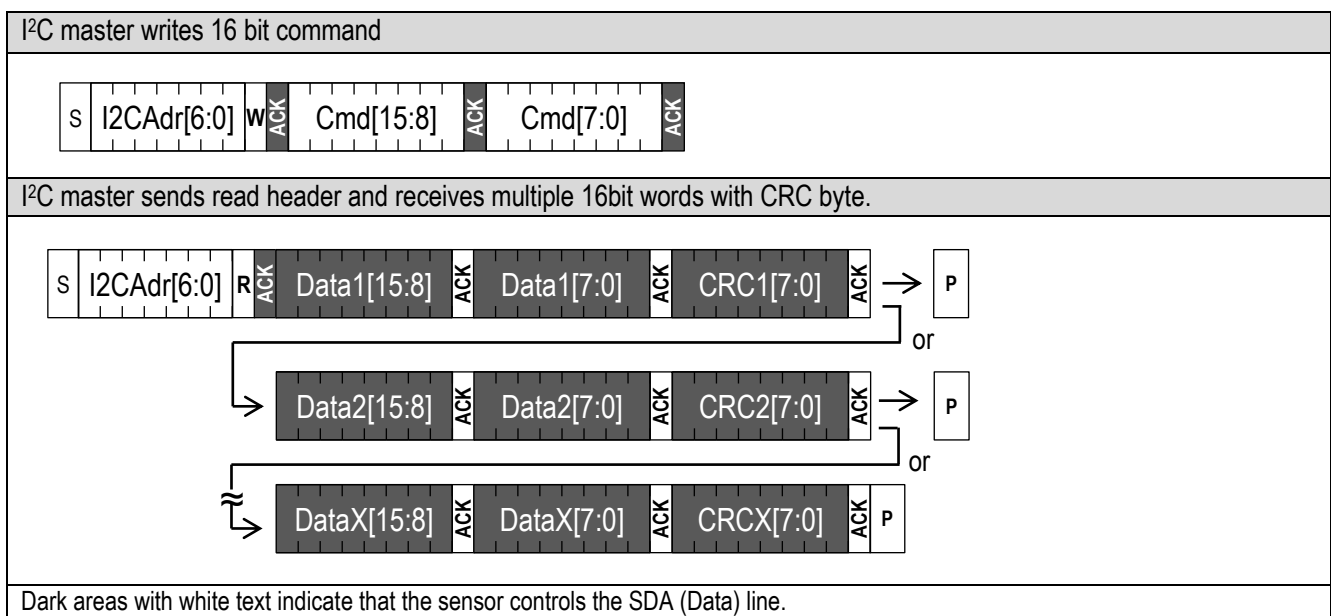 I²C master writes 16 bit command
S I2CAdr[6:0] W ACK Cmd[15:8] ACK Cmd[7:0] ACK
I²C master sends read header and receives multiple 16bit words with CRC byte.
S I2CAdr[6:0] R ACK Data1[15:8] ACK Data1[7:0] ACK CRC1[7:0] ACK P
or
Data2[15:8] ACK Data2[7:0] ACK CRC2[7:0] ACK P
or
≈
DataX[15:8] ACK DataX[7:0] ACK CRCX[7:0] ACK P
Dark areas with white text indicate that the sensor controls the SDA (Data) line.